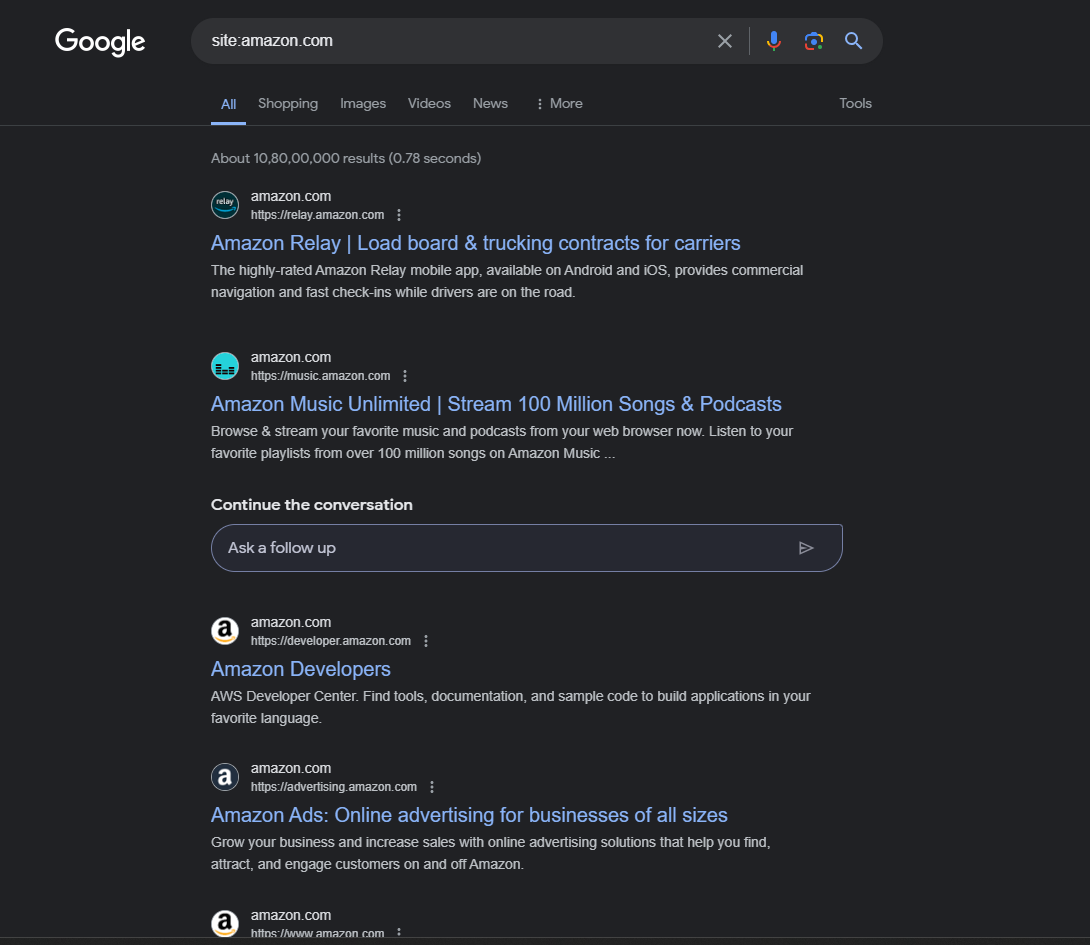 Google
site:amazon.com
All Shopping Images Videos News More Tools
About 10,80,00,000 results (0.78 seconds)
relay
amazon.com
https://relay.amazon.com
Amazon Relay | Load board & trucking contracts for carriers
The highly-rated Amazon Relay mobile app, available on Android and iOS, provides commercial
navigation and fast check-ins while drivers are on the road.
amazon.com
https://music.amazon.com
Amazon Music Unlimited | Stream 100 Million Songs & Podcasts
Browse & stream your favorite music and podcasts from your web browser now. Listen to your
favorite playlists from over 100 million songs on Amazon Music ...
Continue the conversation
Ask a follow up
a
amazon.com
https://developer.amazon.com
Amazon Developers
AWS Developer Center. Find tools, documentation, and sample code to build applications in your
favorite language.
a
amazon.com
https://advertising.amazon.com
Amazon Ads: Online advertising for businesses of all sizes
Grow your business and increase sales with online advertising solutions that help you find,
attract, and engage customers on and off Amazon.
a
amazon.com
https://www.amazon.com